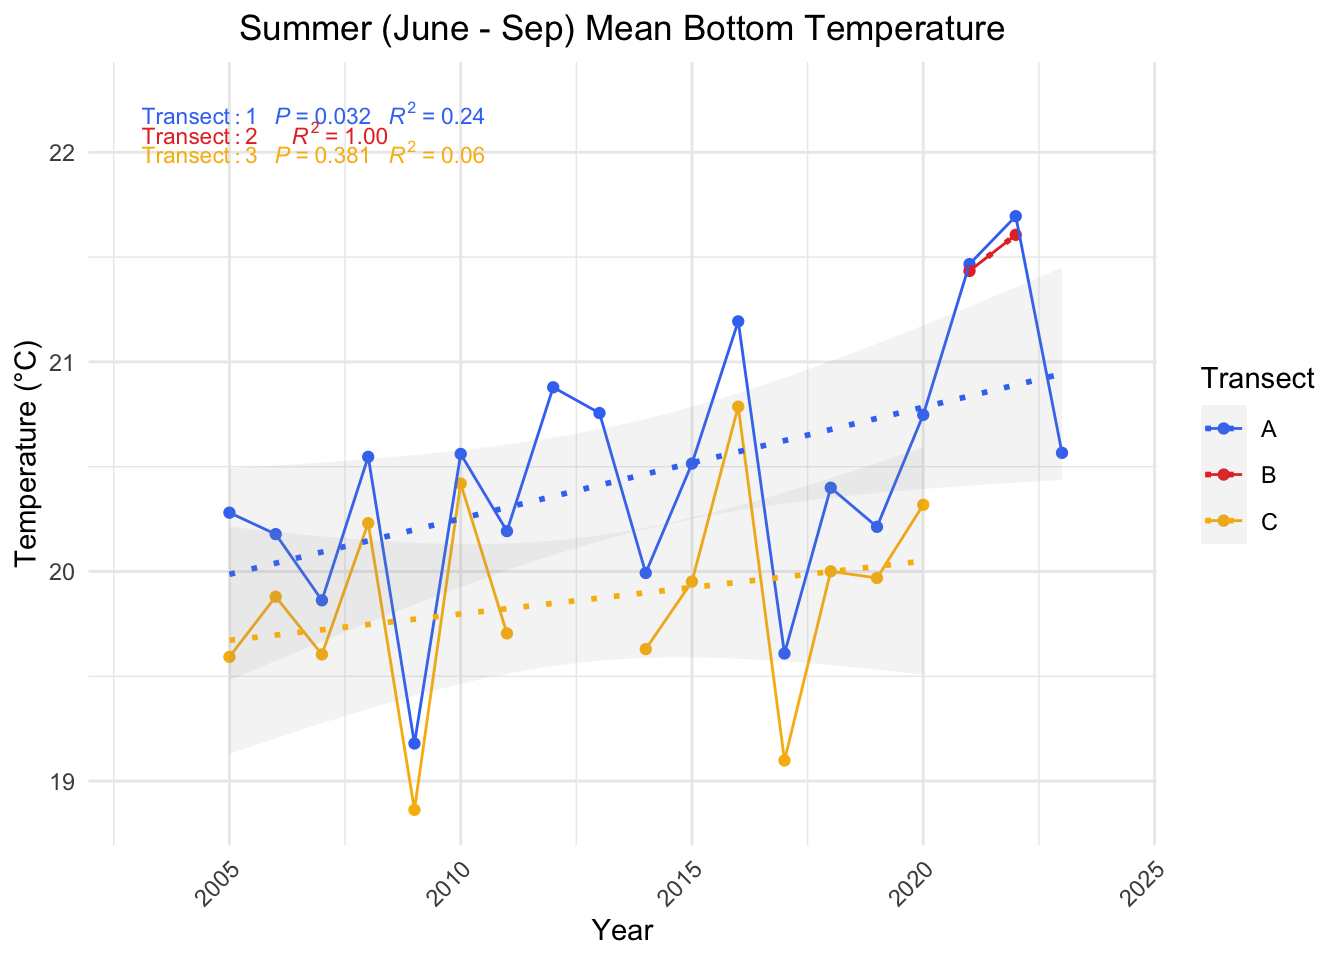 Summer (June - Sep) Mean Bottom Temperature
Transect: 1 P = 0.032 R² = 0.24
Transect: 2 R² = 1.00
Transect: 3 P = 0.381 R² = 0.06
22
21
20
19
Temperature (°C)
2005 2010 2015 2020 2025
Year
Transect
A
B
C